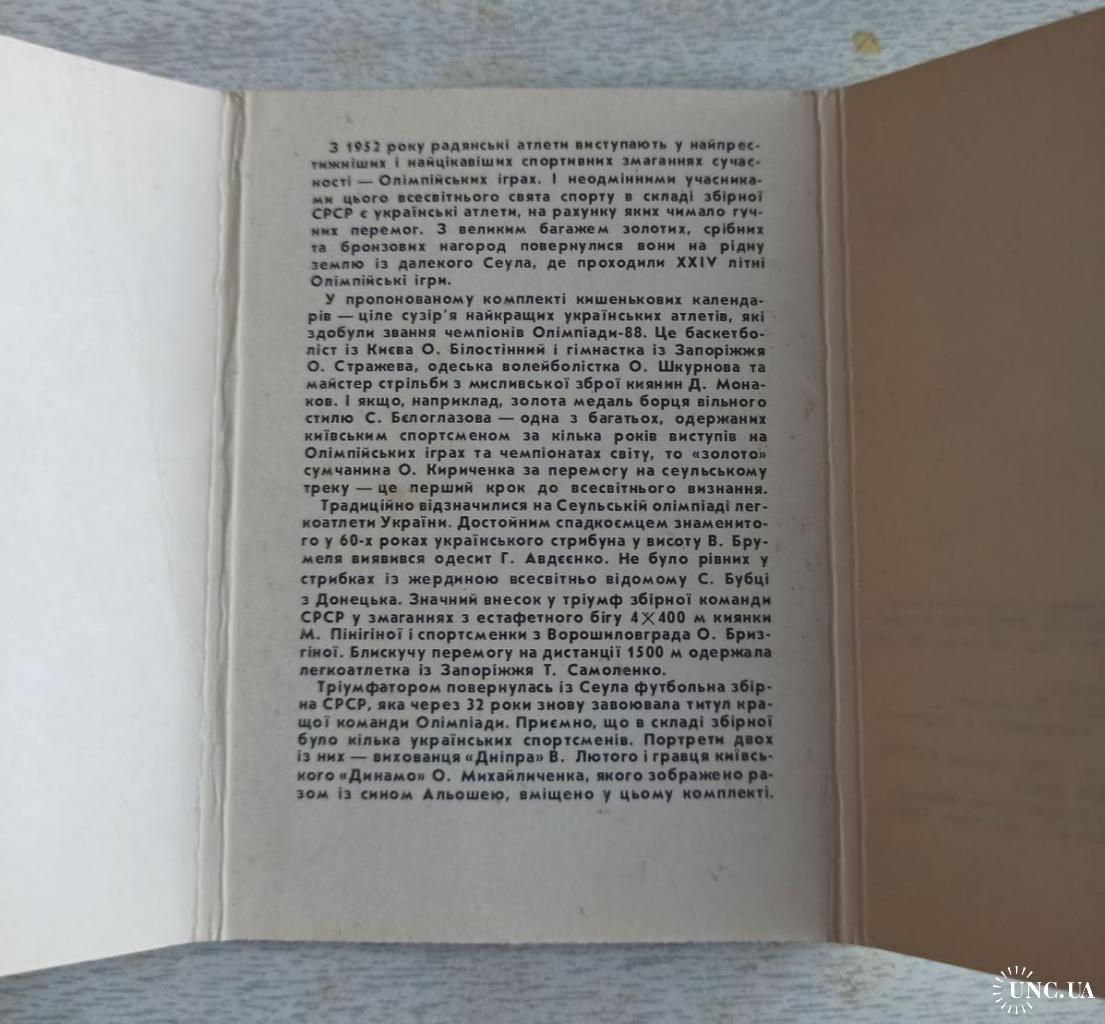 З 1952 року радянські атлети виступають у найпрес-
тижніших і найцікавіших спортивних змаганнях сучас-
ності — Олімпійських іграх. І неодмінними учасника-
ми цього всесвітнього свята спорту в складі збірної
СРСР є українські атлети, на рахунку яких чимало гуч-
них перемог. З великим багажем золотих, срібних
та бронзових нагород повернулися вони на рідну
землю із далекого Сеула, де проходили XXIV літні
Олімпійські ігри.
У пропонованому комплекті кишенькових календа-
рів — ціле сузір'я найкращих українських атлетів, які
здобули звання чемпіонів Олімпіади-88. Це баскетбо-
ліст із Києва О. Білостінний і гімнастка із Запоріжжя
О. Стражева, одеська волейболістка О. Шкурнова та
майстер стрільби з мисливської зброї киянин Д. Мона-
ков. І якщо, наприклад, золота медаль борця вільного
стилю С. Бєлоглазова — одна з багатьох, одержаних
київським спортсменом за кілька років виступів на
Олімпійських іграх та чемпіонатах світу, то «золото»
сумчанина О. Кириченка за перемогу на сеульському
треку — це перший крок до всесвітнього визнання.
Традиційно відзначилися на Сеульській олімпіаді лег-
коатлети України. Достойним спадкоємцем знаменито-
го у 60-х роках українського стрибуна у висоту В. Бру-
меля виявився одесит Г. Авдєєнко. Не було рівних у
стрибках із жердиною всесвітньо відомому С. Бубці
з Донецька. Значний внесок у тріумф збірної команди
СРСР у змаганнях з естафетного бігу 4×400 м киянки
М. Пінігіної і спортсменки з Ворошиловграда О. Бриз-
гіної. Блискучу перемогу на дистанції 1500 м одержала
легкоатлетка із Запоріжжя Т. Самоленко.
Тріумфатором повернулась із Сеула футбольна збір-
на СРСР, яка через 32 роки знову завоювала титул кра-
щої команди Олімпіади. Приємно, що в складі збірної
було кілька українських спортсменів. Портрети двох
із них — вихованця «Дніпра» В. Лютого і гравця київсь-
кого «Динамо» О. Михайличенка, якого зображено ра-
зом із сином Альошею, вміщено у цьому комплекті.
UNC.UA